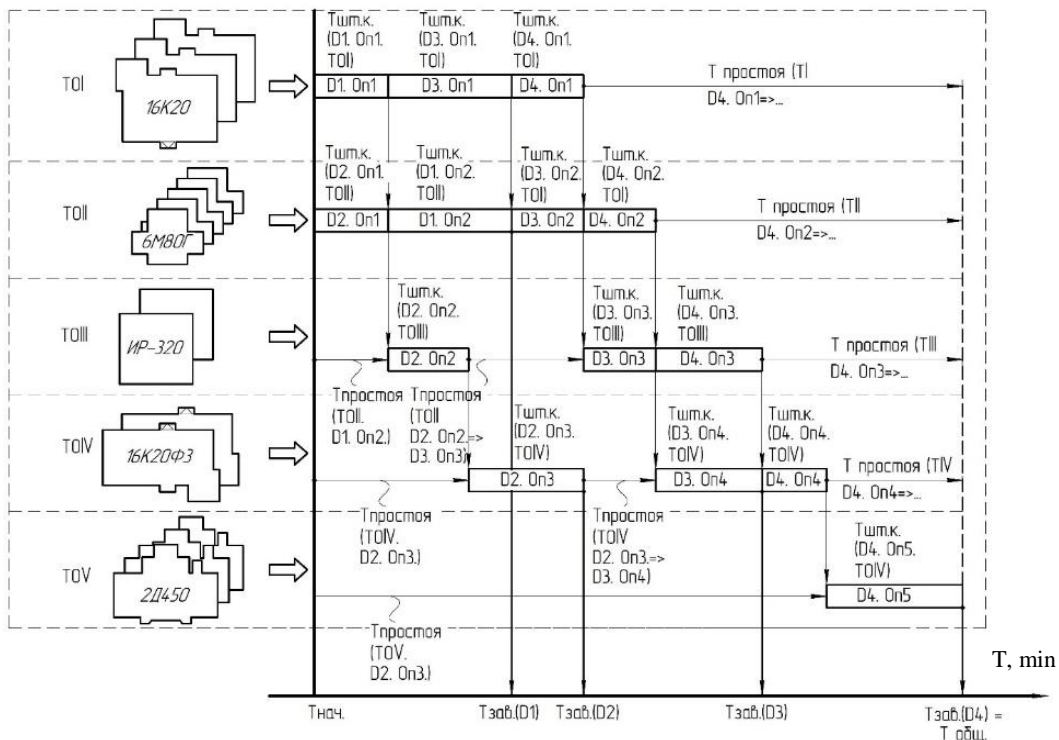 Тшт.к.
(D1. Оп1.
ТОI)
Тшт.к.
(D3. Оп1.
ТОI)
Тшт.к.
(D4. Оп1.
ТОI)
ТОI
16К20
D1. Оп1
D3. Оп1
D4. Оп1
Т простоя (ТI
D4. Оп1=>...
Тшт.к.
(D2. Оп1.
ТОII)
Тшт.к.
(D1. Оп2.
ТОII)
Тшт.к.
(D3. Оп2.
ТОI)
Тшт.к.
(D4. Оп2.
ТОI)
ТОII
6М80Г
D2. Оп1
D1. Оп2
D3. Оп2
D4. Оп2
Т простоя (ТII
D4. Оп2=>...
Тшт.к.
(D2. Оп2.
ТОIII)
Тшт.к.
(D3. Оп3.
ТОIII)
Тшт.к.
(D4. Оп3.
ТОIII)
ТОIII
ИР-320
D2. Оп2
D3. Оп3
D4. Оп3
Т простоя (ТIII
D4. Оп3=>...
Тпростоя
(ТОII.
D1. Оп2.)
Тпростоя
(ТОII
D2. Оп2.=>
D3. Оп3)
Тшт.к.
(D2. Оп3.
ТОIV)
Тшт.к.
(D3. Оп4.
ТОIV)
Тшт.к.
(D4. Оп4.
ТОIV)
ТОIV
16К20Ф3
D2. Оп3
D3. Оп4
D4. Оп4
Т простоя (ТIV
D4. Оп4=>...
Тпростоя
(ТОIV.
D2. Оп3.)
Тпростоя
(ТОIV
D2. Оп3.=>
D3. Оп4)
Тшт.к.
(D4. Оп5.
ТОIV)
ТОV
2Д450
D4. Оп5
Тпростоя
(ТОV.
D2. Оп3.)
T, min
Тнач.
Тзав.(D1)
Тзав.(D2)
Тзав.(D3)
Тзав.(D4) =
Т общ.